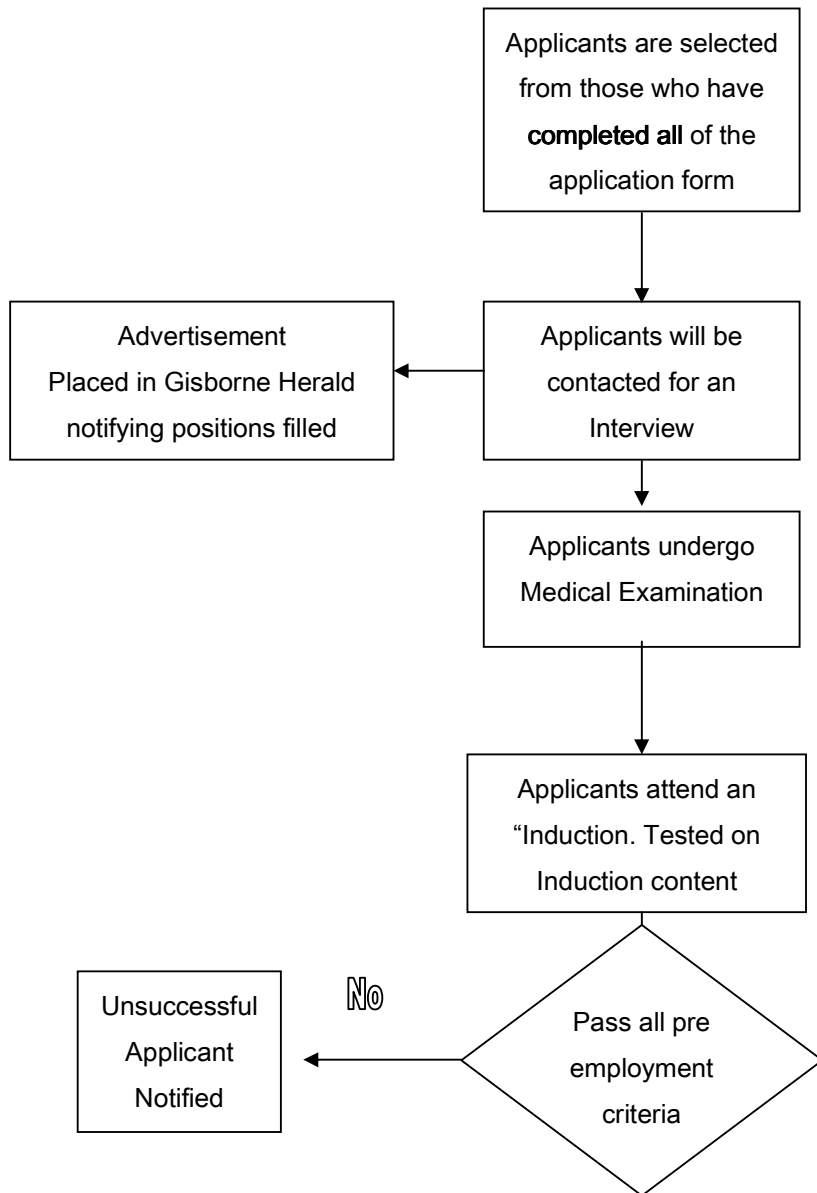 Applicants are selected
from those who have
completed all of the
application form
Advertisement
Placed in Gisborne Herald
notifying positions filled
Applicants will be
contacted for an
Interview
Applicants undergo
Medical Examination
Applicants attend an
“Induction. Tested on
Induction content
Unsuccessful
Applicant
Notified
No
Pass all pre
employment
criteria